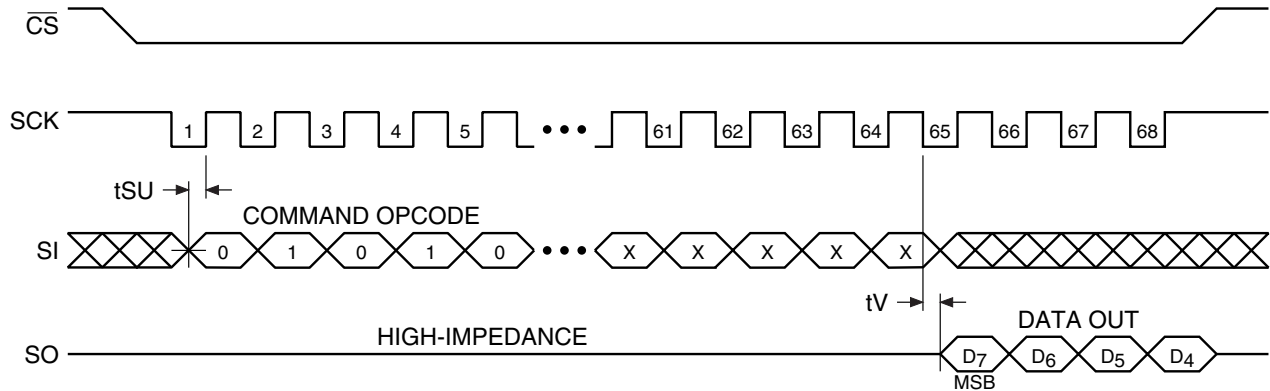 CS
SCK 1 2 3 4 5 ••• 61 62 63 64 65 66 67 68
tSU
COMMAND OPCODE
SI 0 1 0 1 0 ••• X X X X X
tV
HIGH-IMPEDANCE DATA OUT
SO D7 D6 D5 D4
MSB